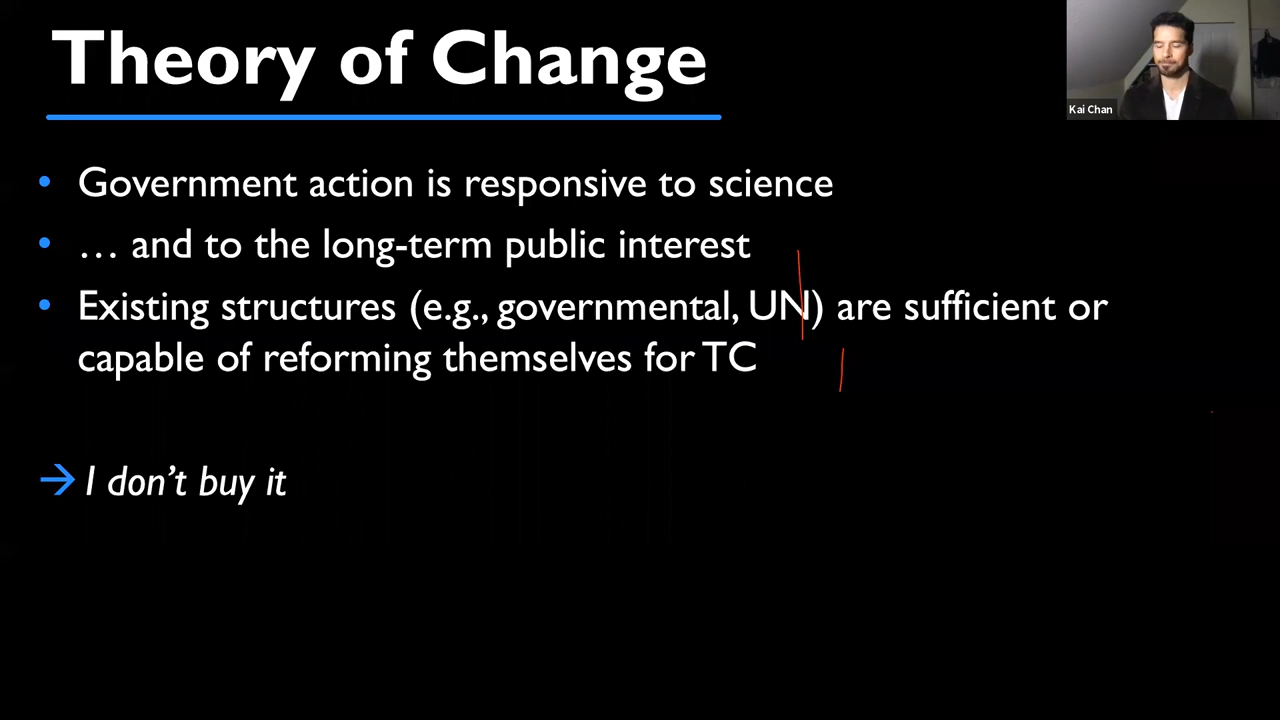 Theory of Change
Kai Chan
• Government action is responsive to science
• … and to the long-term public interest
• Existing structures (e.g., governmental, UN) are sufficient or
capable of reforming themselves for TC
→ I don’t buy it